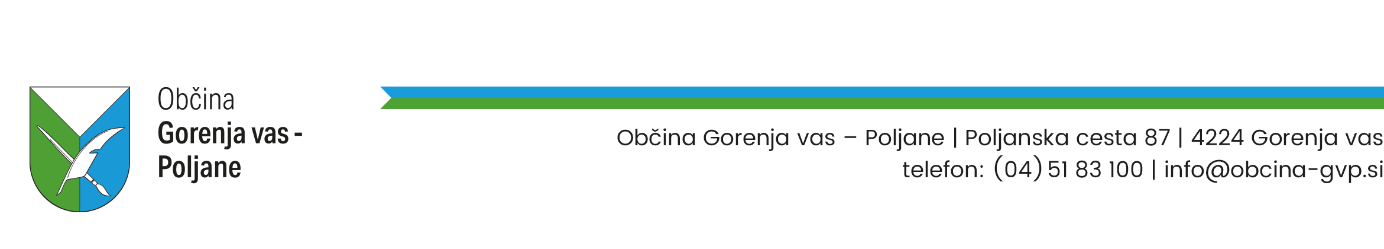 Občina
Gorenja vas -
Poljane
Občina Gorenja vas – Poljane | Poljanska cesta 87 | 4224 Gorenja vas
telefon: (04) 51 83 100 | info@obcina-gvp.si